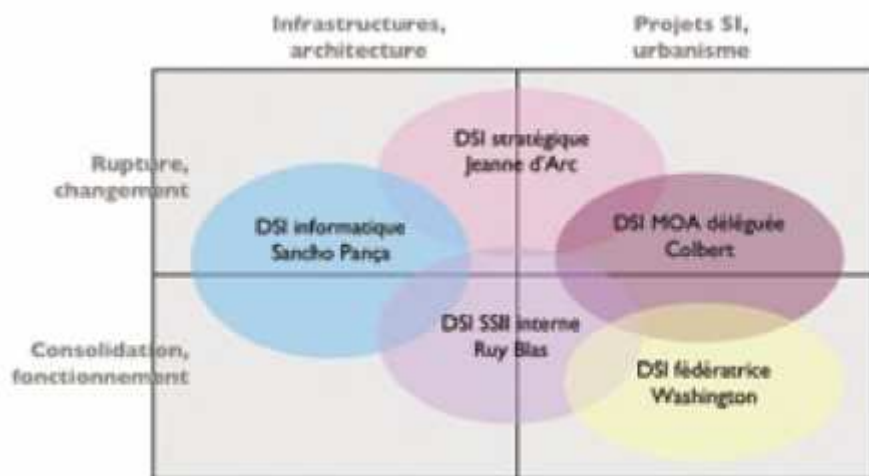 Infrastructures,
architecture
Projets SI,
urbanisme
Rupture,
changement
DSI stratégique
Jeanne d'Arc
DSI informatique
Sancho Pança
DSI MOA déléguée
Colbert
Consolidation,
fonctionnement
DSI SSII interne
Ruy Blas
DSI fédératrice
Washington